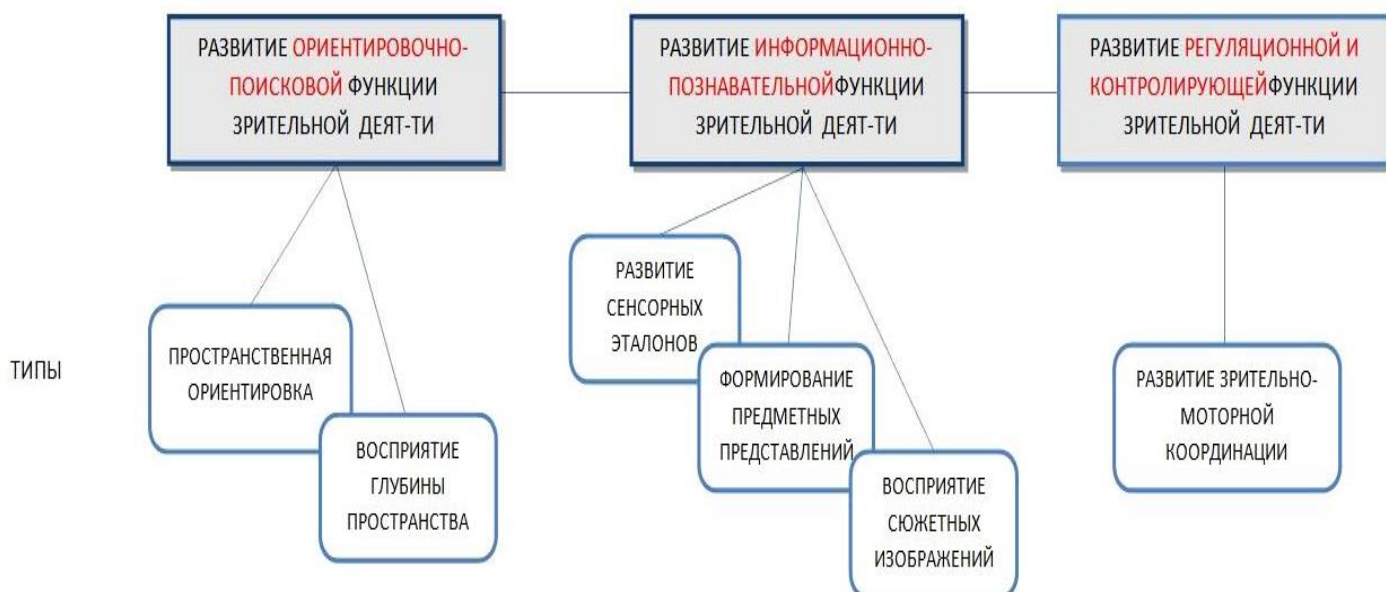 РАЗВИТИЕ ОРИЕНТИРОВОЧНО-
ПОИСКОВОЙ ФУНКЦИИ
ЗРИТЕЛЬНОЙ ДЕЯТ-ТИ
РАЗВИТИЕ ИНФОРМАЦИОННО-
ПОЗНАВАТЕЛЬНОЙФУНКЦИИ
ЗРИТЕЛЬНОЙ ДЕЯТ-ТИ
РАЗВИТИЕ РЕГУЛЯЦИОННОЙ И
КОНТРОЛИРУЮЩЕЙФУНКЦИИ
ЗРИТЕЛЬНОЙ ДЕЯТ-ТИ
ТИПЫ
ПРОСТРАНСТВЕННАЯ
ОРИЕНТИРОВКА
ВОСПРИЯТИЕ
ГЛУБИНЫ
ПРОСТРАНСТВА
РАЗВИТИЕ
СЕНСОРНЫХ
ЭТАЛОНОВ
ФОРМИРОВАНИЕ
ПРЕДМЕТНЫХ
ПРЕДСТАВЛЕНИЙ
ВОСПРИЯТИЕ
СЮЖЕТНЫХ
ИЗОБРАЖЕНИЙ
РАЗВИТИЕ ЗРИТЕЛЬНО-
МОТОРНОЙ
КООРДИНАЦИИ